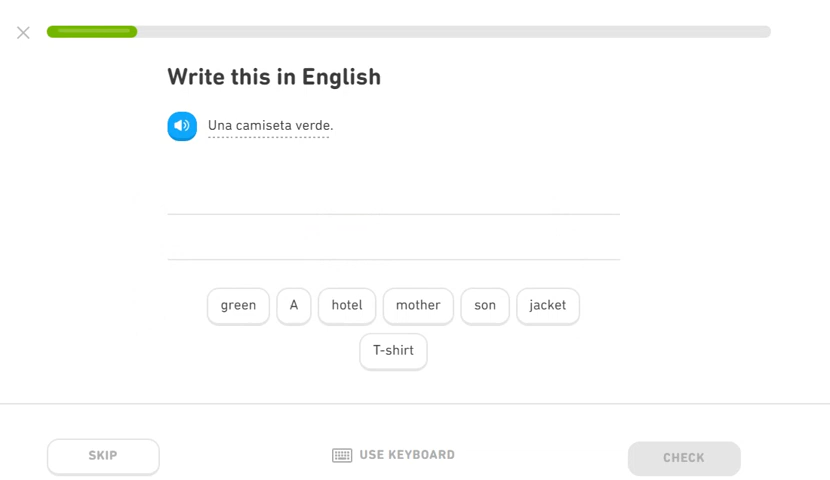 Write this in English
Una camiseta verde.
green A hotel mother son jacket
T-shirt
SKIP USE KEYBOARD CHECK